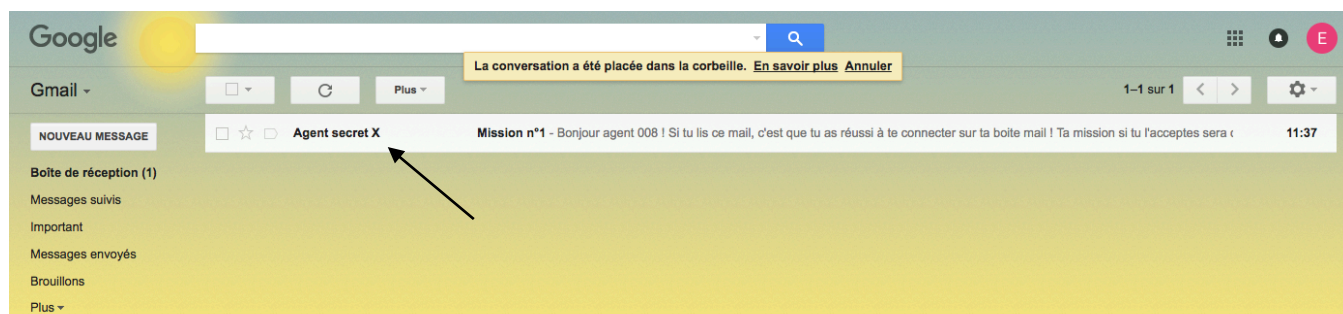 Google
La conversation a été placée dans la corbeille. En savoir plus Annuler
E
Gmail
Plus
1–1 sur 1
NOUVEAU MESSAGE
Agent secret X Mission n°1 - Bonjour agent 008 ! Si tu lis ce mail, c'est que tu as réussi à te connecter sur ta boite mail ! Ta mission si tu l'acceptes sera 11:37
Boîte de réception (1)
Messages suivis
Important
Messages envoyés
Brouillons
Plus